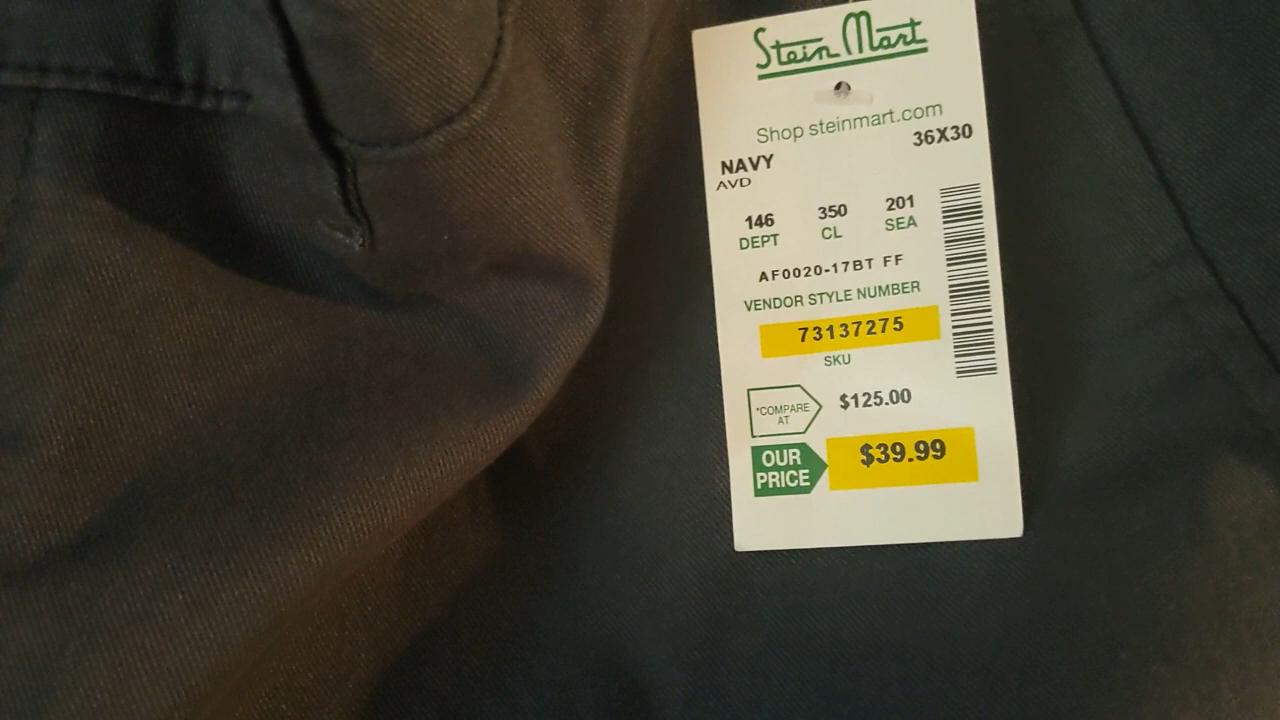 Stein Mart
Shop steinmart.com
36X30
NAVY
AVD
146 350 201
DEPT CL SEA
AF0020-17BT FF
VENDOR STYLE NUMBER
73137275
SKU
*COMPARE AT $125.00
OUR PRICE $39.99